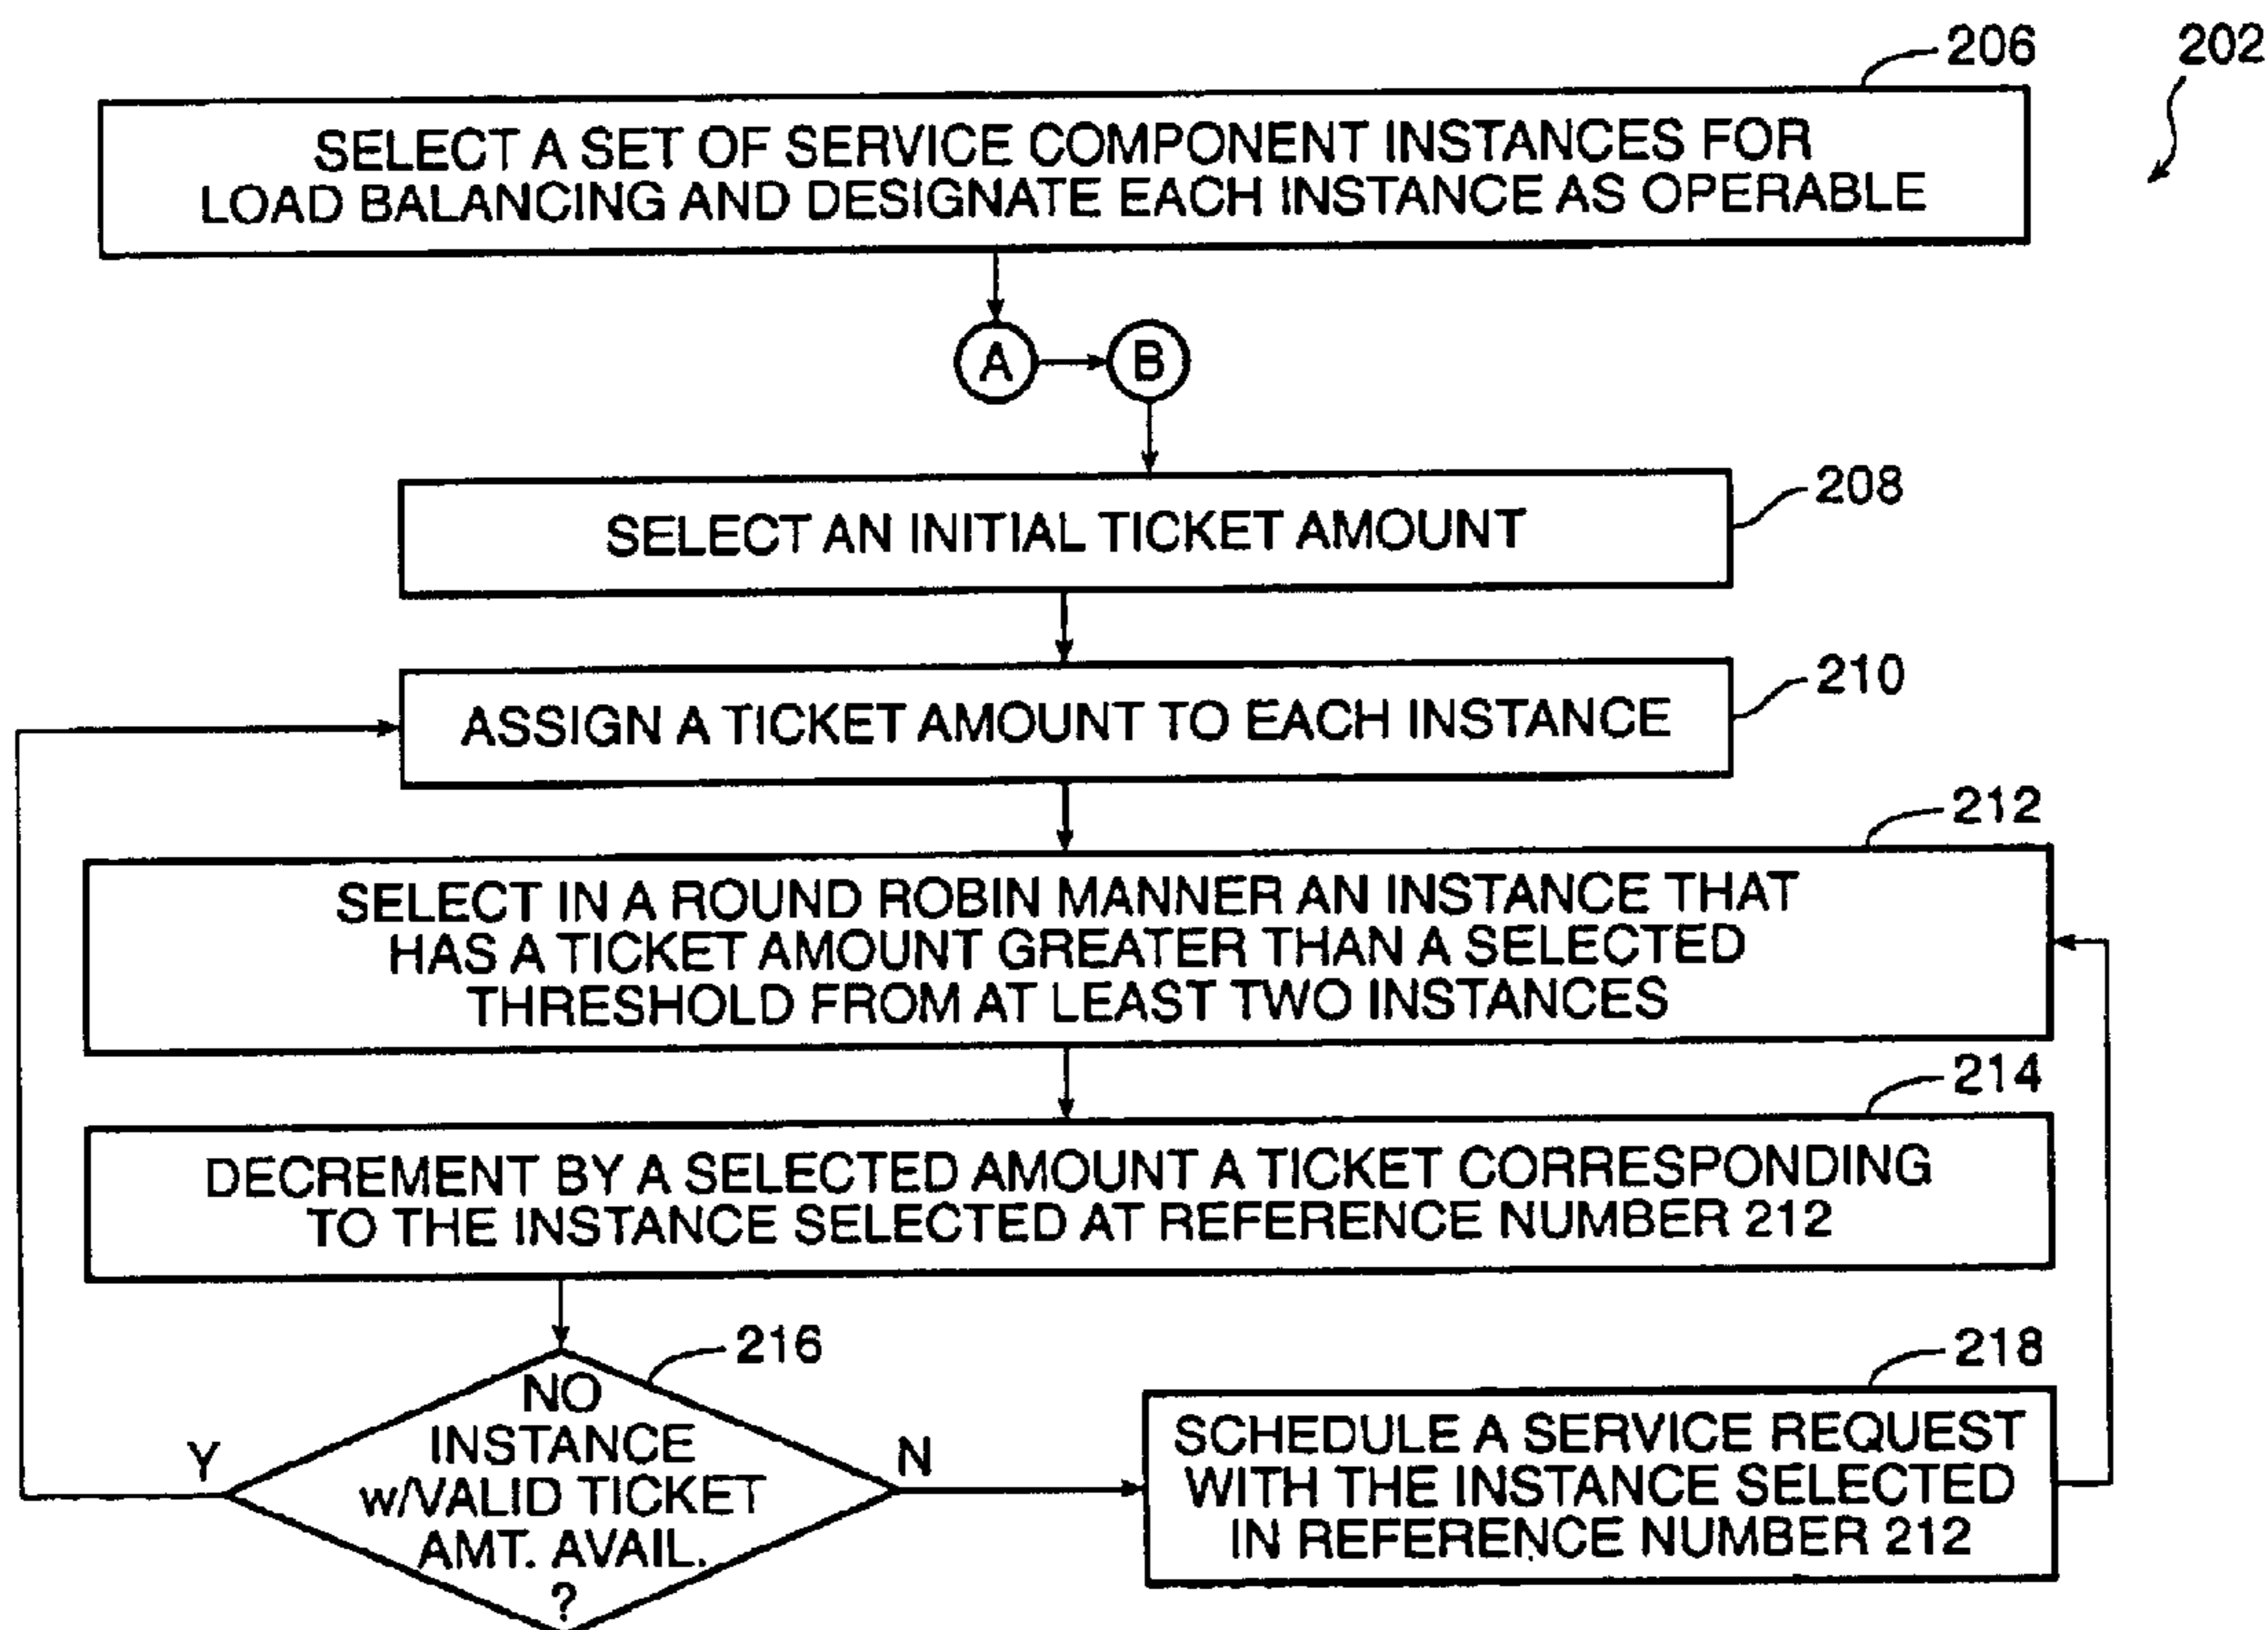 206
202
SELECT A SET OF SERVICE COMPONENT INSTANCES FOR
LOAD BALANCING AND DESIGNATE EACH INSTANCE AS OPERABLE
A
B
208
SELECT AN INITIAL TICKET AMOUNT
210
ASSIGN A TICKET AMOUNT TO EACH INSTANCE
212
SELECT IN A ROUND ROBIN MANNER AN INSTANCE THAT
HAS A TICKET AMOUNT GREATER THAN A SELECTED
THRESHOLD FROM AT LEAST TWO INSTANCES
214
DECREMENT BY A SELECTED AMOUNT A TICKET CORRESPONDING
TO THE INSTANCE SELECTED AT REFERENCE NUMBER 212
216
NO
INSTANCE
w/VALID TICKET
AMT. AVAIL.
?
Y
N
218
SCHEDULE A SERVICE REQUEST
WITH THE INSTANCE SELECTED
IN REFERENCE NUMBER 212